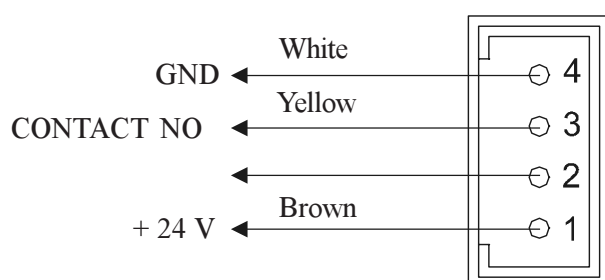 GND White 4
CONTACT NO Yellow 3
2
+ 24 V Brown 1